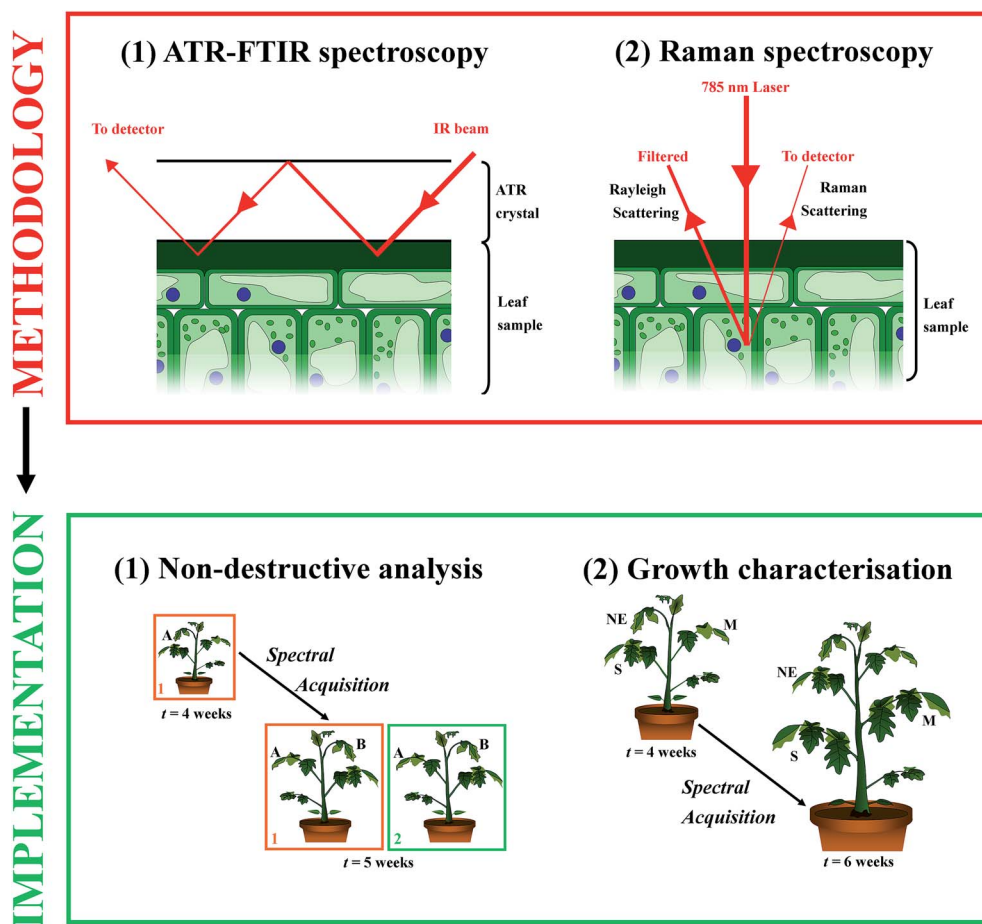 METHODOLOGY
(1) ATR-FTIR spectroscopy
To detector
IR beam
ATR
crystal
Leaf
sample
(2) Raman spectroscopy
785 nm Laser
Filtered
To detector
Rayleigh
Scattering
Raman
Scattering
Leaf
sample
IMPLEMENTATION
(1) Non-destructive analysis
A
1
t = 4 weeks
Spectral
Acquisition
A
B
1
A
B
2
t = 5 weeks
(2) Growth characterisation
NE
M
S
t = 4 weeks
Spectral
Acquisition
NE
M
S
t = 6 weeks